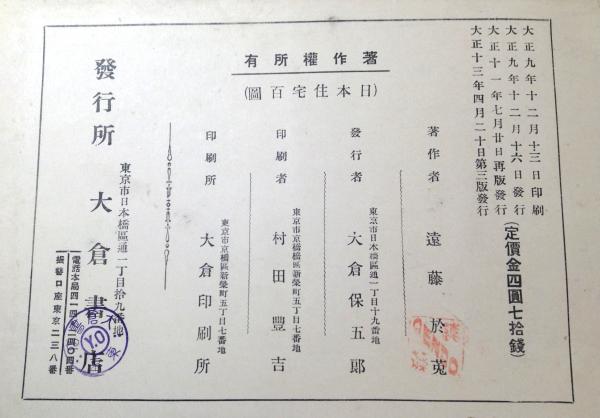 大正九年十二月十三日印刷
大正九年十二月十六日發行
大正十一年七月廿日再版發行
大正十三年四月二十日第三版發行
(定價金四圓七拾錢)
著作權所有
(日本住宅百圖)
著作者 遠藤於菟
東京市日本橋區通一丁目十九番地
發行者 大倉保五郎
東京市京橋區新榮町五丁目七番地
印刷者 村田豐吉
東京市京橋區新榮町五丁目七番地
印刷所 大倉印刷所
東京市日本橋區通一丁目拾九番地
發行所 大倉書店
振替口座東京二三八番